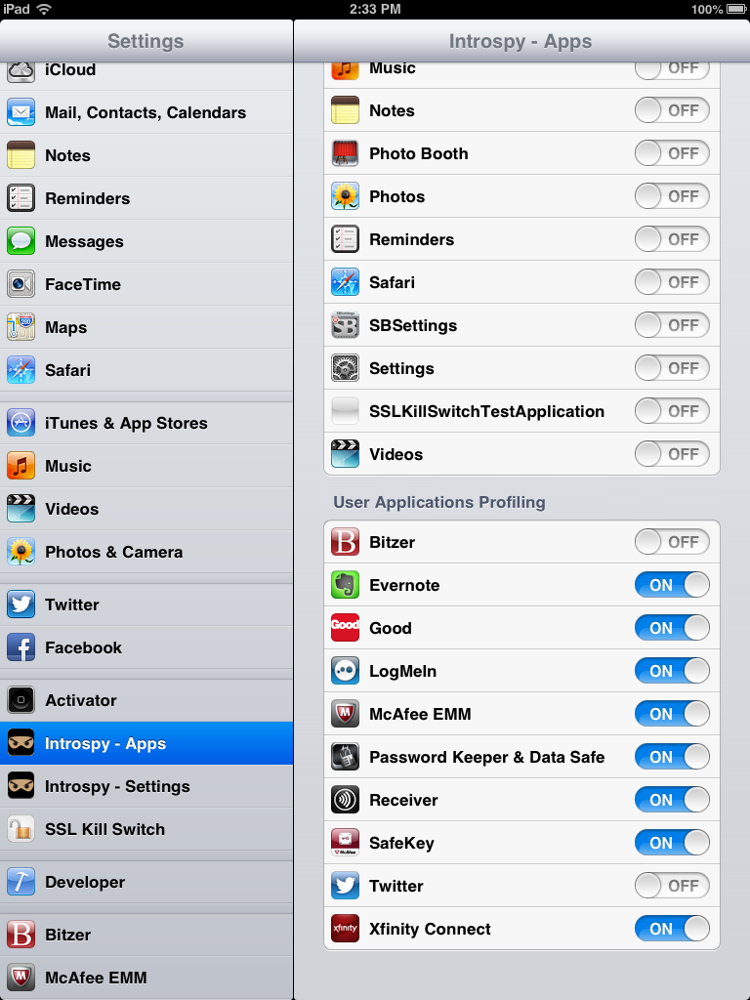 iPad
2:33 PM
100%
Settings
iCloud
Mail, Contacts, Calendars
Notes
Reminders
Messages
FaceTime
Maps
Safari
iTunes & App Stores
Music
Videos
Photos & Camera
Twitter
Facebook
Activator
Introspy - Apps
Introspy - Settings
SSL Kill Switch
Developer
B
Bitzer
McAfee EMM
Introspy - Apps
Music OFF
Notes OFF
Photo Booth OFF
Photos OFF
Reminders OFF
Safari OFF
SB
SBSettings OFF
Settings OFF
SSLKillSwitchTestApplication OFF
Videos OFF
User Applications Profiling
B Bitzer OFF
Evernote ON
Good Good ON
LogMeIn ON
McAfee EMM ON
Password Keeper & Data Safe ON
Receiver ON
SafeKey ON
Twitter OFF
xfinity Xfinity Connect ON